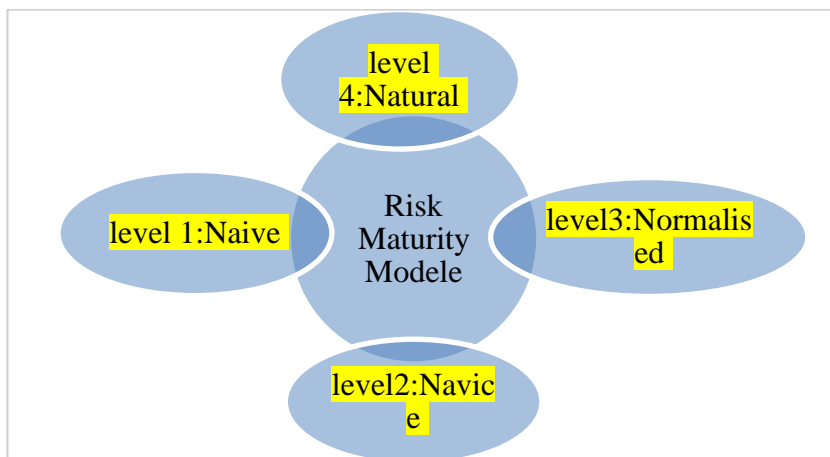 level
4:Natural
level 1:Naive
Risk
Maturity
Modele
level3:Normalis
ed
level2:Navic
e